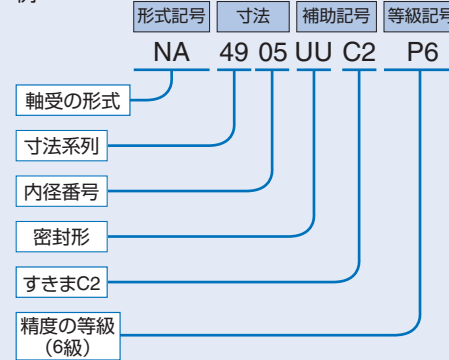 例
形式記号 寸法 補助記号 等級記号
NA 49 05 UU C2 P6
軸受の形式
寸法系列
内径番号
密封形
すきまC2
精度の等級
(6級)